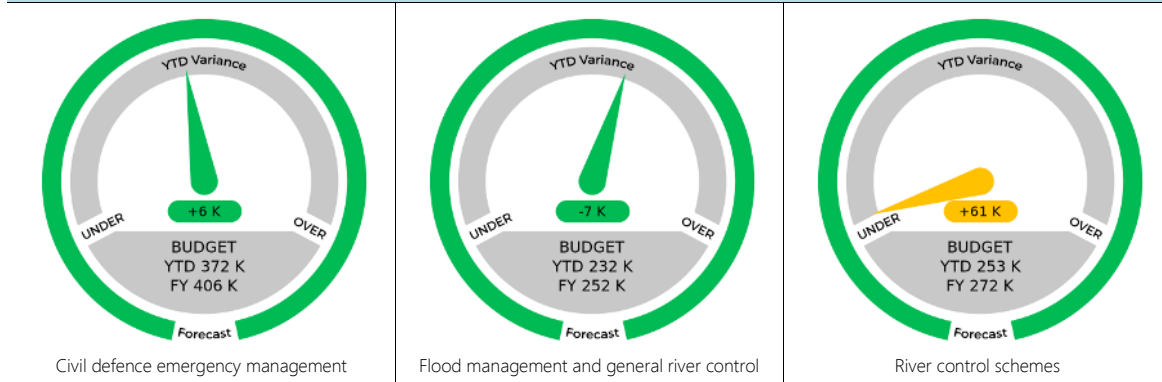 YTD Variance
+6 K
UNDER
OVER
BUDGET
YTD 372 K
FY 406 K
Forecast
Civil defence emergency management
YTD Variance
-7 K
UNDER
OVER
BUDGET
YTD 232 K
FY 252 K
Forecast
Flood management and general river control
YTD Variance
+61 K
UNDER
OVER
BUDGET
YTD 253 K
FY 272 K
Forecast
River control schemes